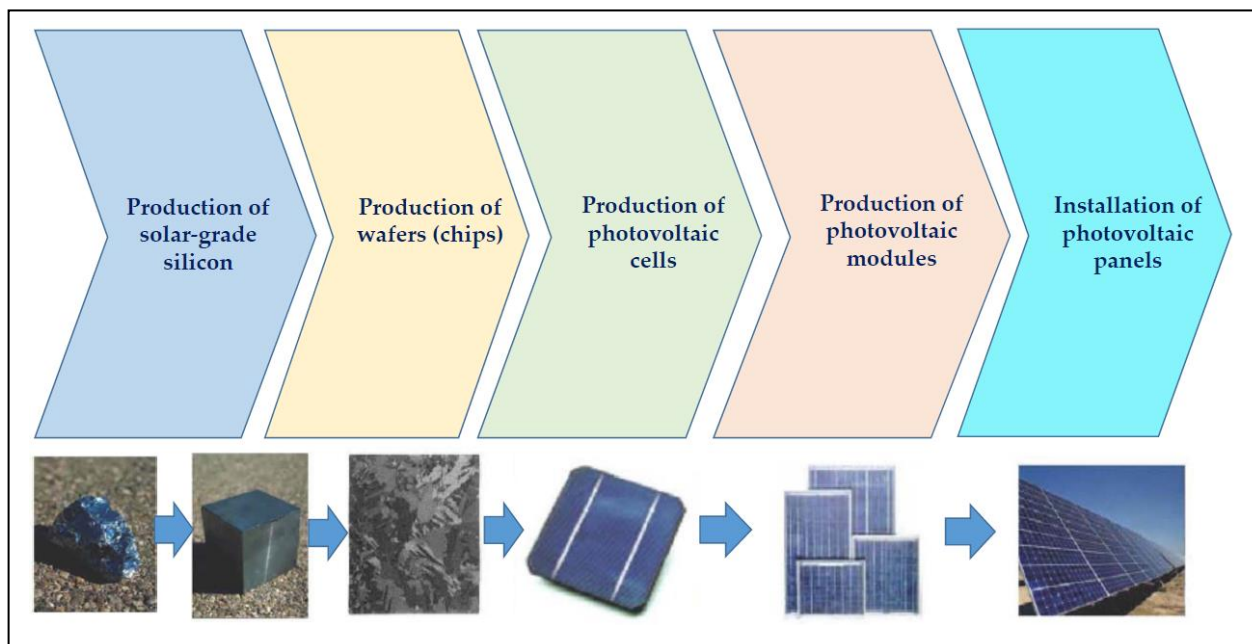 Production of
solar-grade
silicon
Production of
wafers (chips)
Production of
photovoltaic
cells
Production of
photovoltaic
modules
Installation of
photovoltaic
panels